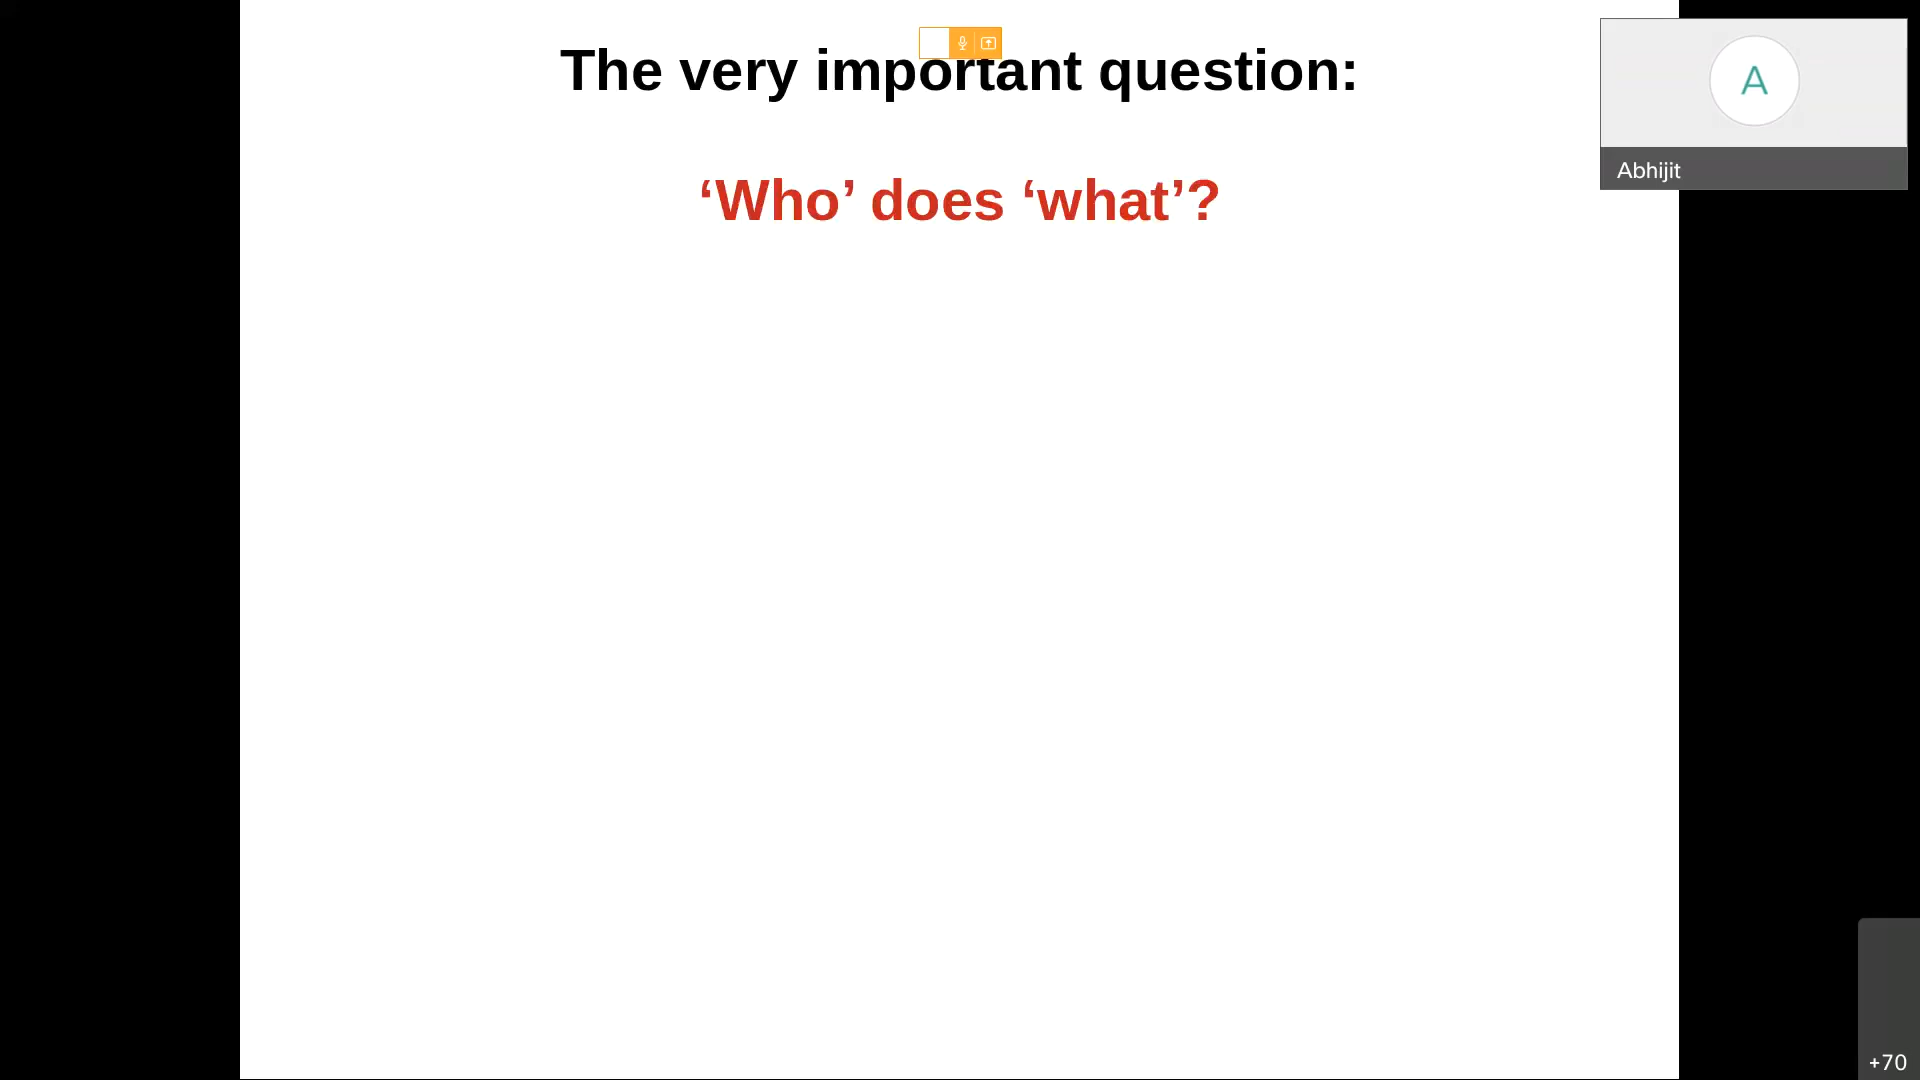 The very important question:
‘Who’ does ‘what’?
A
Abhijit
+70